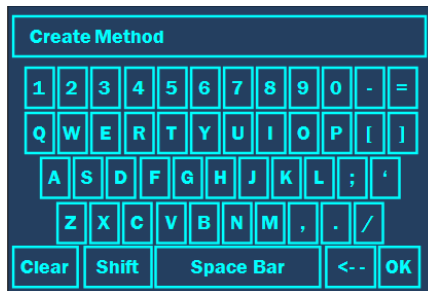 Create Method
1 2 3 4 5 6 7 8 9 0 - =
Q W E R T Y U I O P [ ]
A S D F G H J K L ; ‘
Z X C V B N M , . /
Clear Shift Space Bar <-- OK